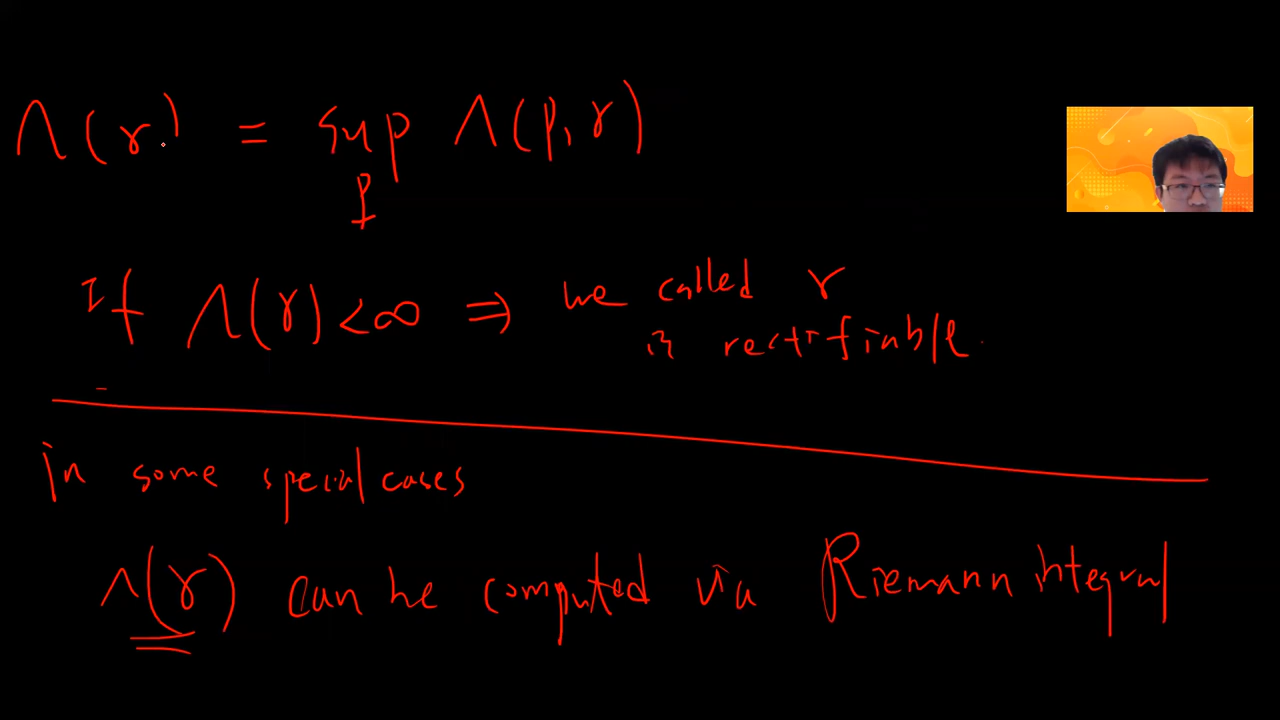 Λ(γ) = sup Λ(P, γ)
P
If Λ(γ) < ∞ ⇒ we called γ
is rectifiable.
in some special cases
Λ(γ) can be computed via Riemann integral